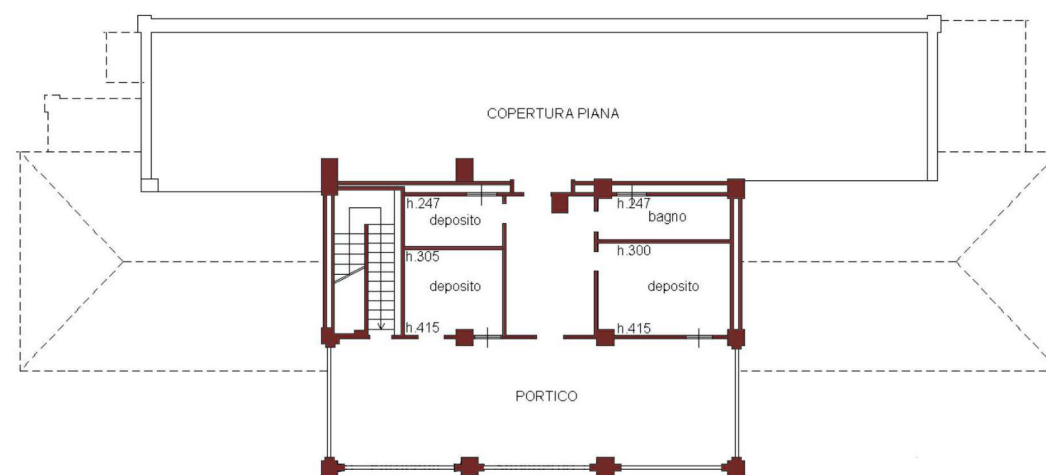 COPERTURA PIANA
h.247
deposito
h.247
bagno
h.305
deposito
h.300
deposito
h.415
h.415
PORTICO